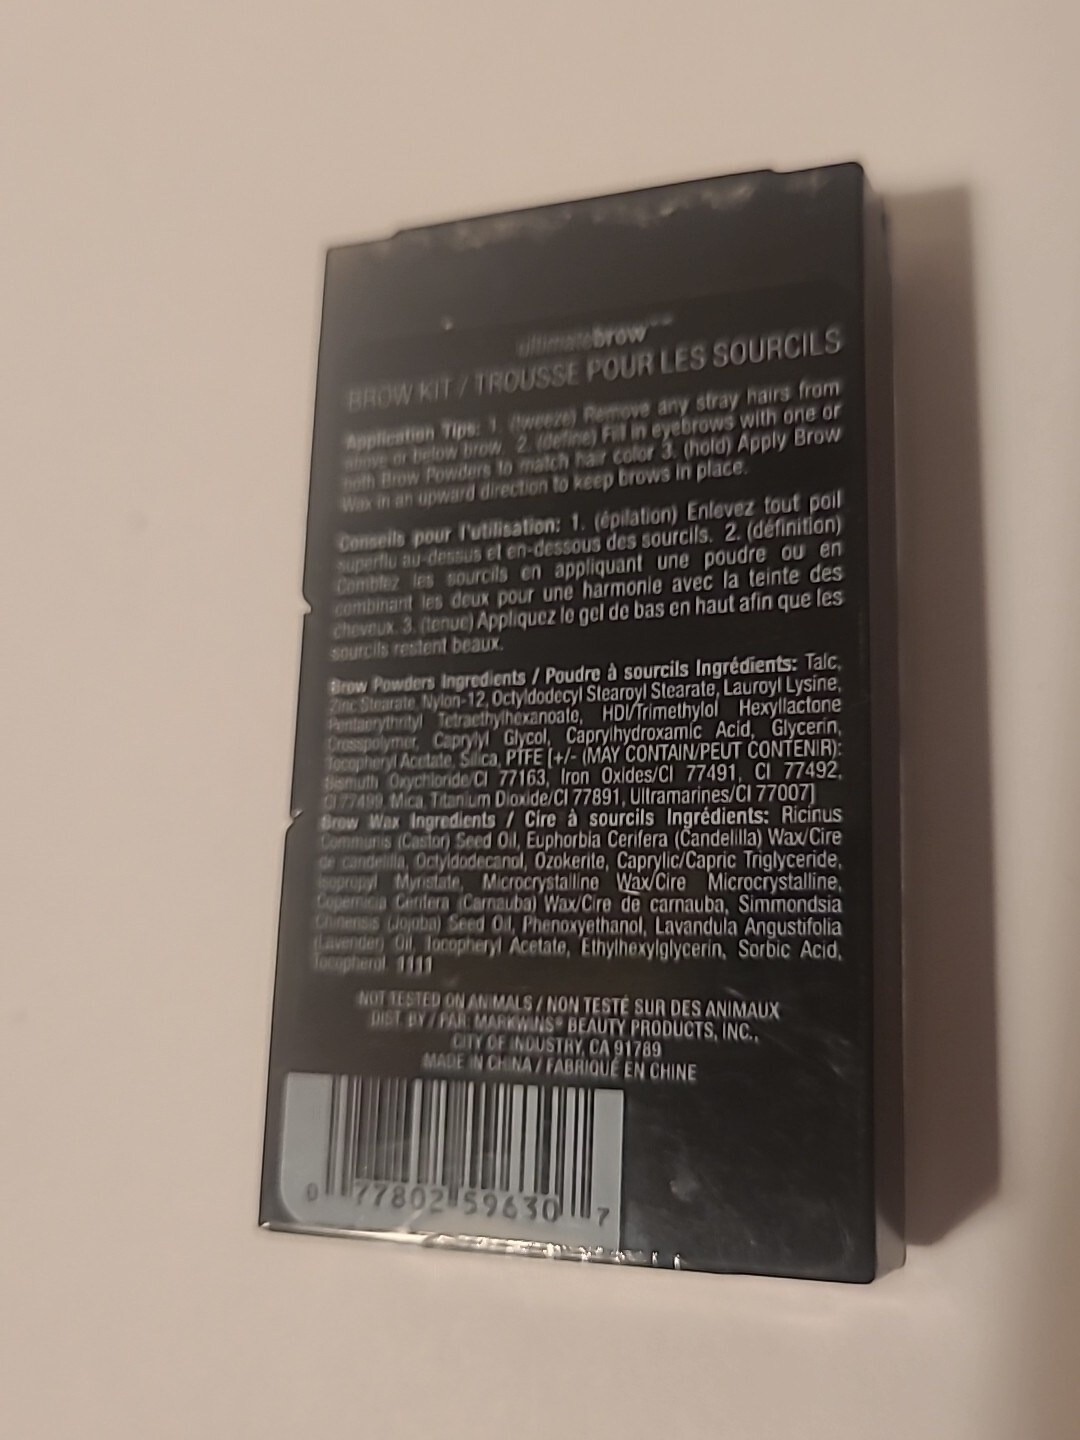 ultimatebrow™
BROW KIT / TROUSSE POUR LES SOURCILS
Application Tips: 1. (tweeze) Remove any stray hairs from
above or below brow. 2. (define) Fill in eyebrows with one or
both Brow Powders to match hair color 3. (hold) Apply Brow
Wax in an upward direction to keep brows in place.
Conseils pour l'utilisation: 1. (épilation) Enlevez tout poil
superflu au-dessus et en-dessous des sourcils. 2. (définition)
Comblez les sourcils en appliquant une poudre ou en
combinant les deux pour une harmonie avec la teinte des
cheveux. 3. (tenue) Appliquez le gel de bas en haut afin que les
sourcils restent beaux.
Brow Powders Ingredients / Poudre à sourcils Ingrédients: Talc,
Zinc Stearate, Nylon-12, Octyldodecyl Stearoyl Stearate, Lauroyl Lysine,
Pentaerythrityl Tetraethylhexanoate, HDI/Trimethylol Hexyllactone
Crosspolymer, Caprylyl Glycol, Caprylhydroxamic Acid, Glycerin,
Tocopheryl Acetate, Silica, PTFE [+/- (MAY CONTAIN/PEUT CONTENIR):
Bismuth Oxychloride/CI 77163, Iron Oxides/CI 77491, CI 77492,
CI 77499, Mica, Titanium Dioxide/CI 77891, Ultramarines/CI 77007]
Brow Wax Ingredients / Cire à sourcils Ingrédients: Ricinus
Communis (Castor) Seed Oil, Euphorbia Cerifera (Candelilla) Wax/Cire
de candelilla, Octyldodecanol, Ozokerite, Caprylic/Capric Triglyceride,
Isopropyl Myristate, Microcrystalline Wax/Cire Microcrystalline,
Copernicia Cerifera (Carnauba) Wax/Cire de carnauba, Simmondsia
Chinensis (Jojoba) Seed Oil, Phenoxyethanol, Lavandula Angustifolia
(Lavender) Oil, Tocopheryl Acetate, Ethylhexylglycerin, Sorbic Acid,
Tocopherol. 1111
NOT TESTED ON ANIMALS / NON TESTÉ SUR DES ANIMAUX
DIST. BY / PAR: MARKWINS® BEAUTY PRODUCTS, INC.,
CITY OF INDUSTRY, CA 91789
MADE IN CHINA / FABRIQUÉ EN CHINE
0 77802 59630 7